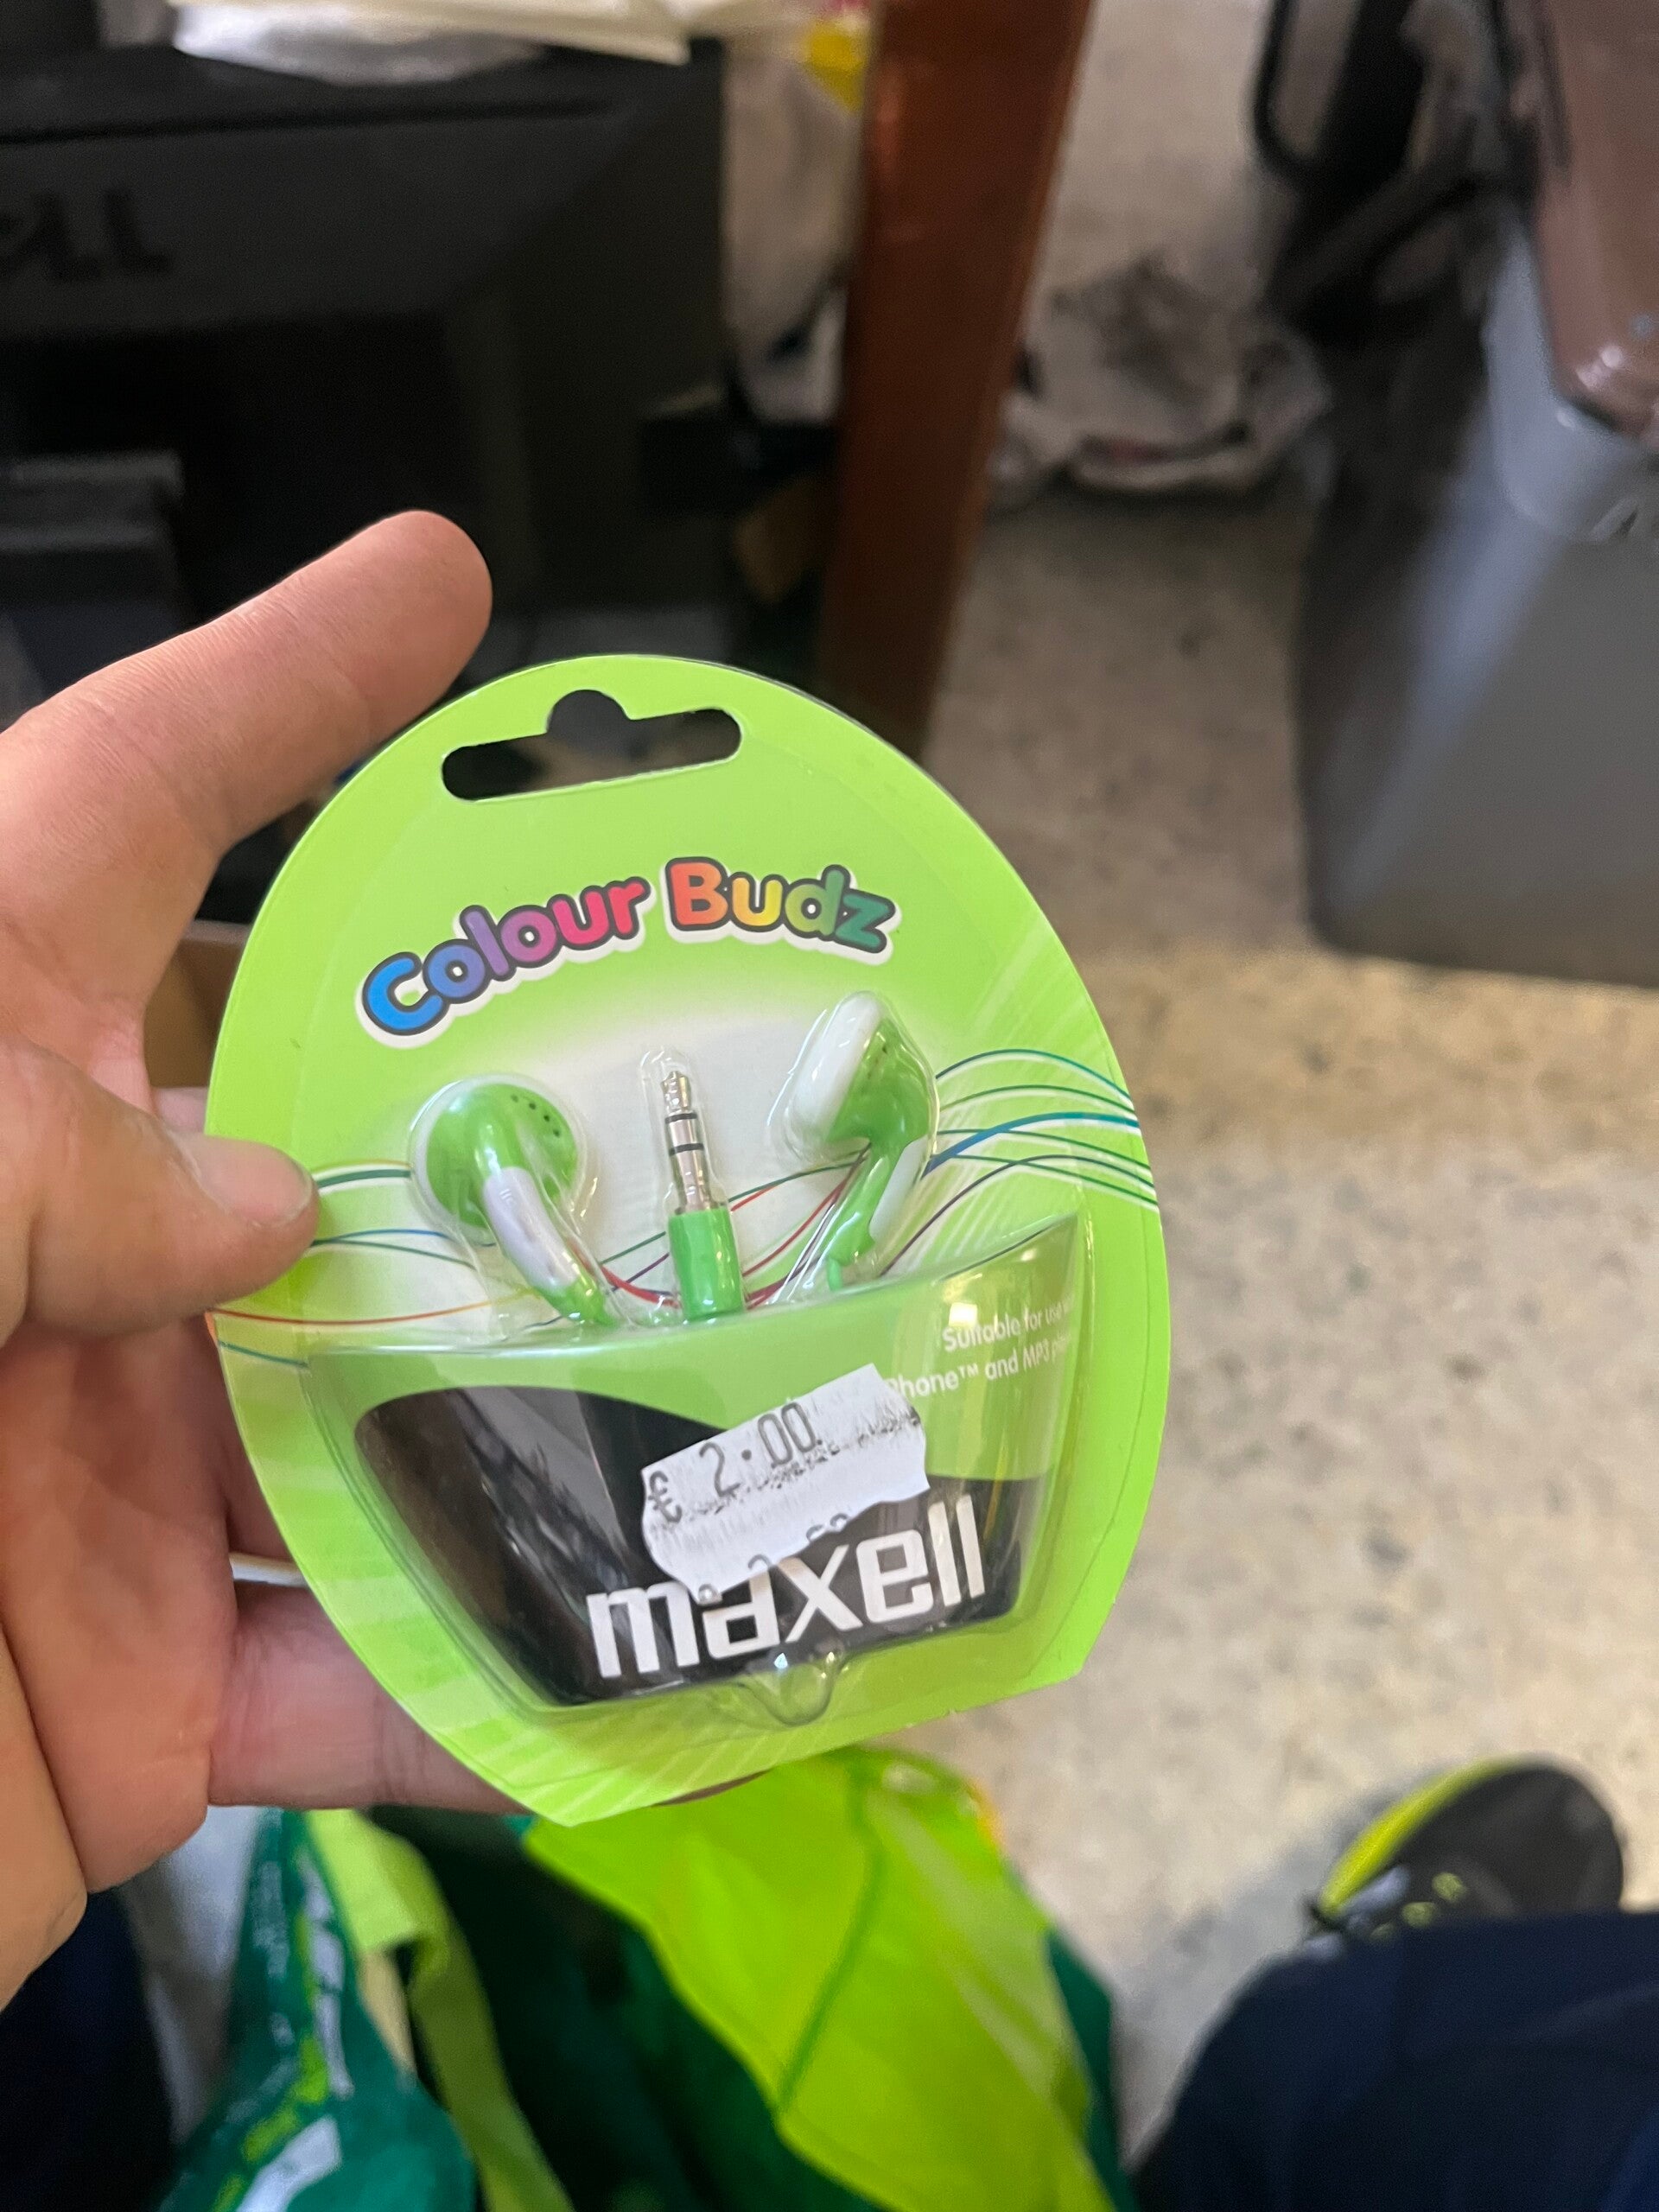 Colour Budz
Suitable for use
Phone™ and MP3
£ 2.00
maxell